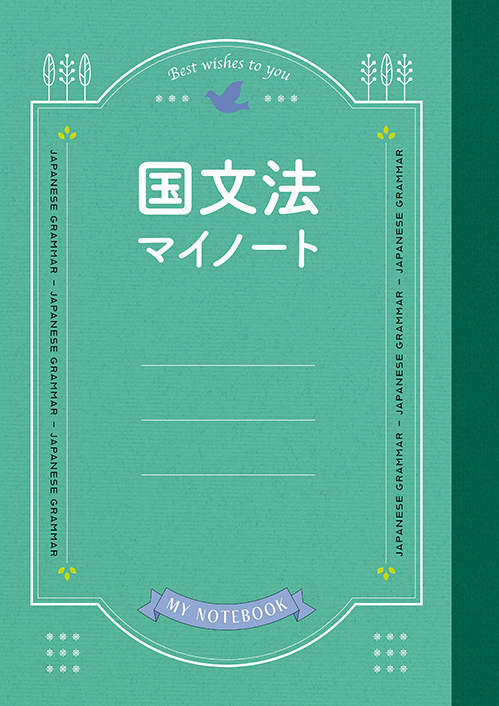 Best wishes to you
国文法
マイノート
JAPANESE GRAMMAR – JAPANESE GRAMMAR – JAPANESE GRAMMAR
JAPANESE GRAMMAR – JAPANESE GRAMMAR – JAPANESE GRAMMAR
MY NOTEBOOK